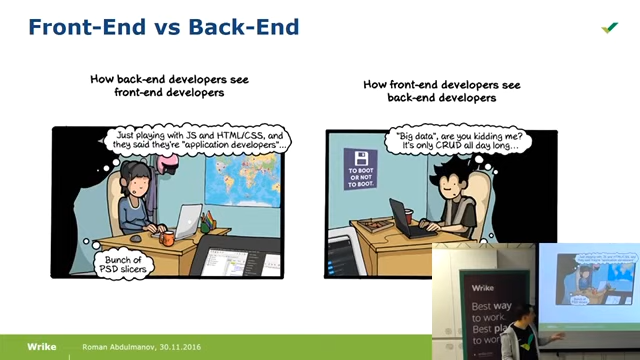 Front-End vs Back-End
How back-end developers see
front-end developers
Just playing with JS and HTML/CSS, and
they said they're "application developers"...
Bunch of
PSD slicers
How front-end developers see
back-end developers
"Big data", are you kidding me?
It's only CRUD all day long...
TO BOOT
OR NOT
TO BOOT.
Wrike
Best way
to work.
Best
to work
Wrike
Roman Abdulmanov, 30.11.2016